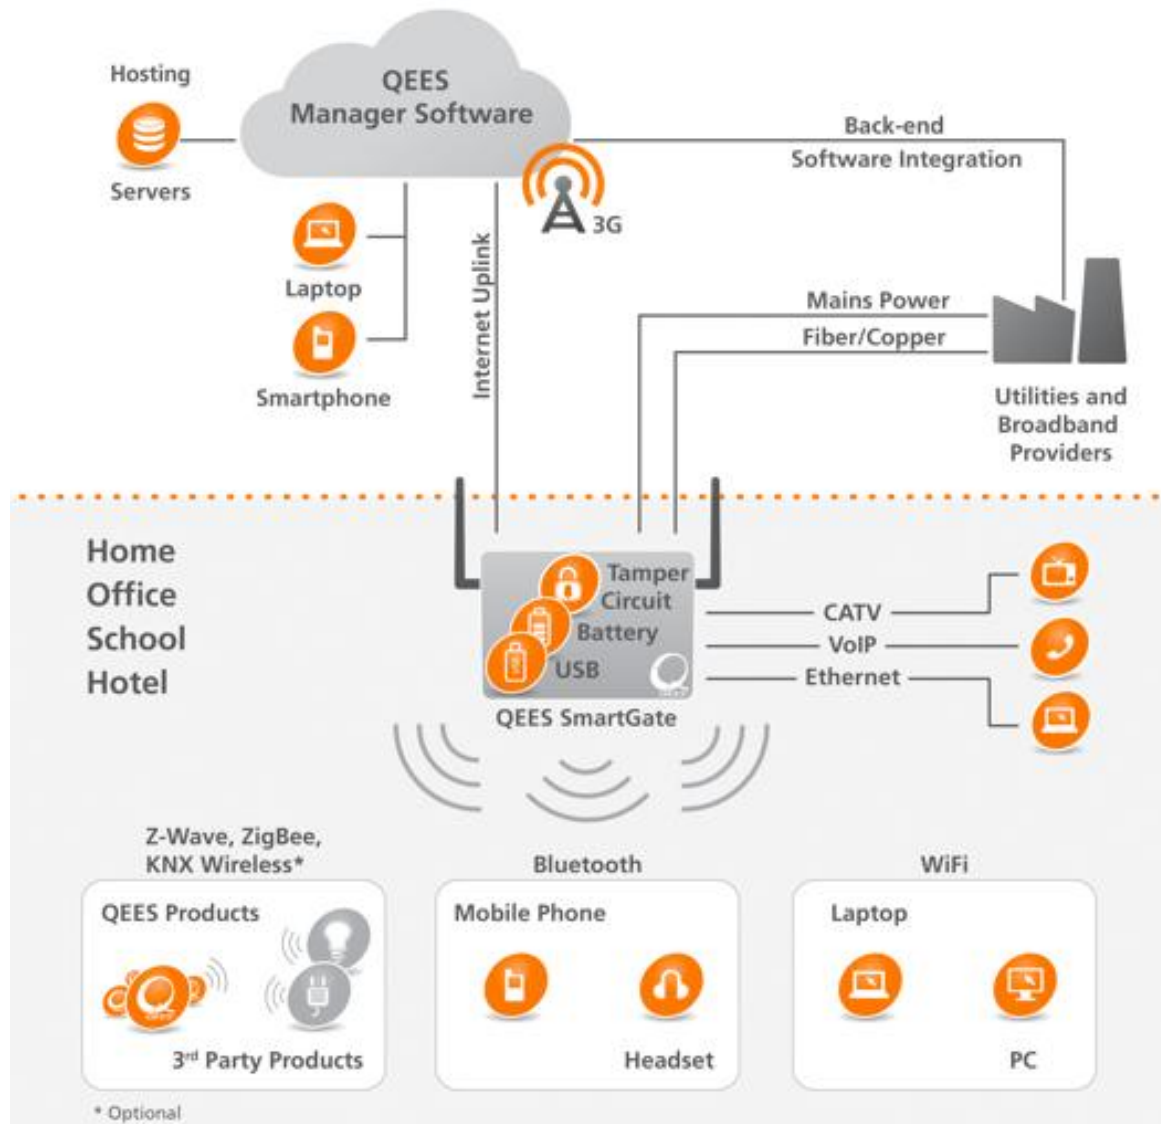 Hosting
QEES
Manager Software
Servers
Back-end
Software Integration
3G
Laptop
Smartphone
Internet Uplink
Mains Power
Fiber/Copper
Utilities and
Broadband
Providers
Home
Office
School
Hotel
Tamper
Circuit
Battery
USB
QEES SmartGate
CATV
VoIP
Ethernet
Z-Wave, ZigBee,
KNX Wireless*
QEES Products
3rd Party Products
Bluetooth
Mobile Phone
Headset
WiFi
Laptop
PC
* Optional